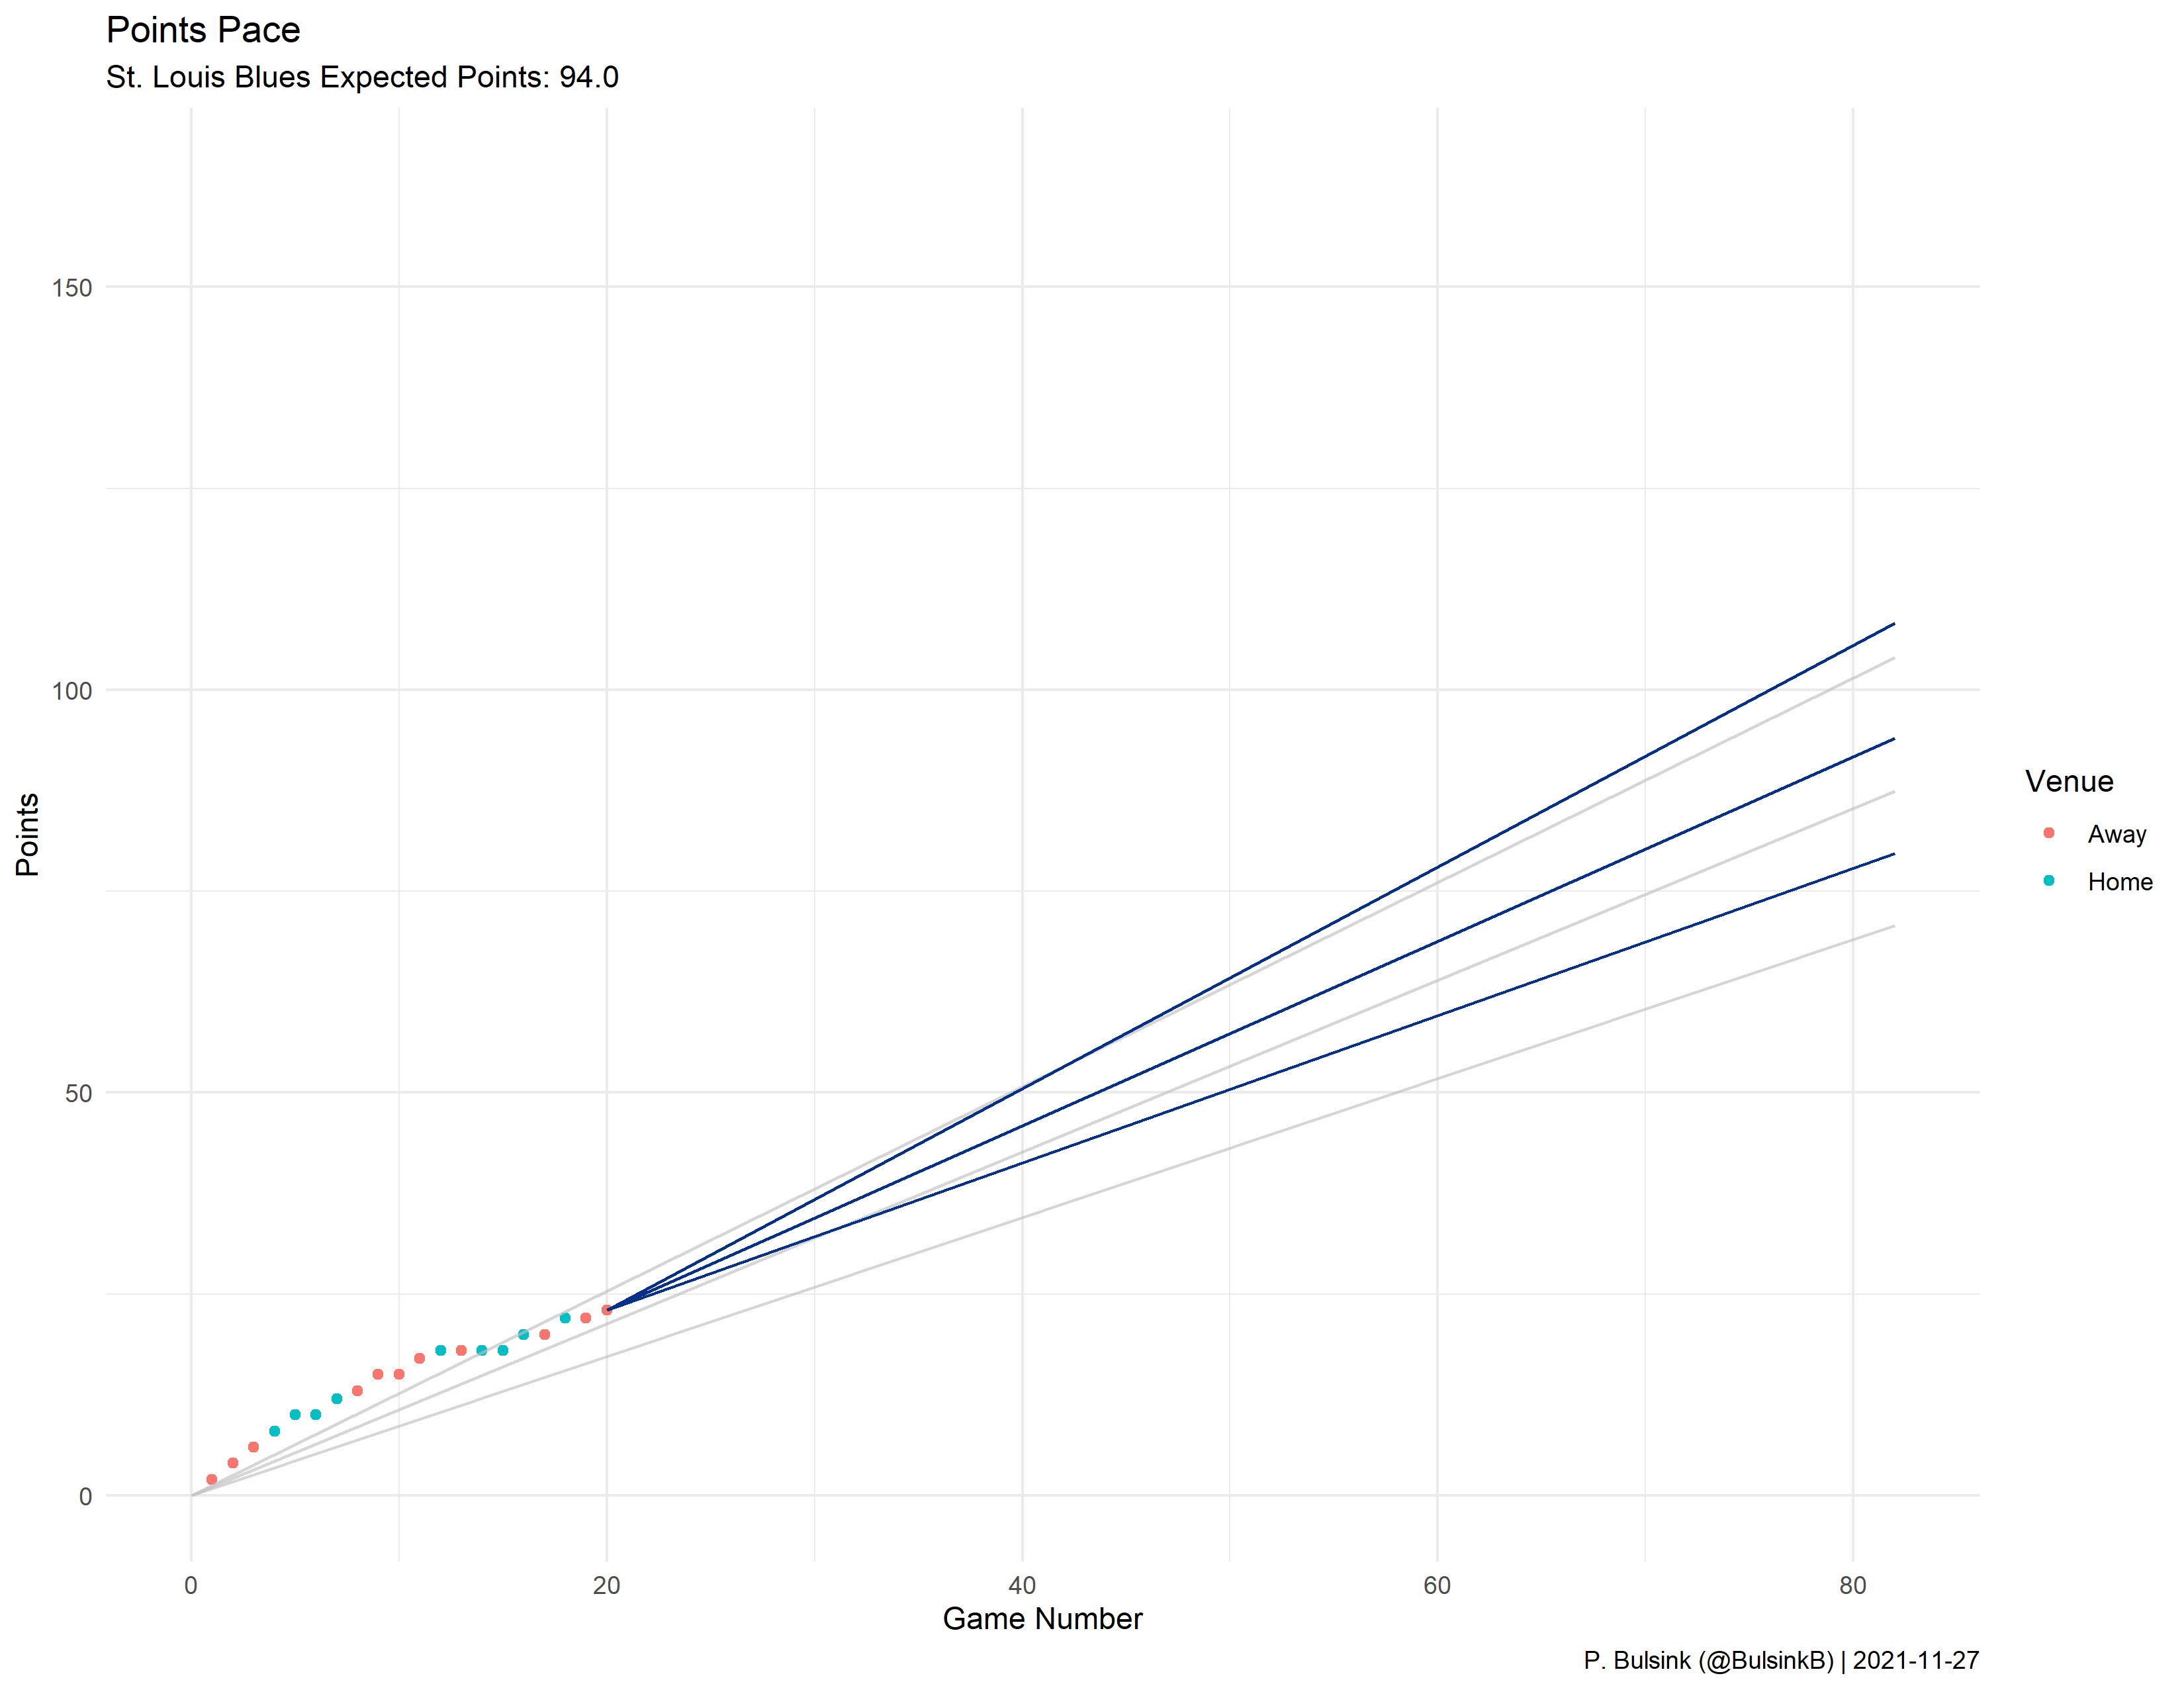 Points Pace
St. Louis Blues Expected Points: 94.0
150
100
50
0
Points
0 20 40 60 80
Game Number
Venue
Away
Home
P. Bulsink (@BulsinkB) | 2021-11-27